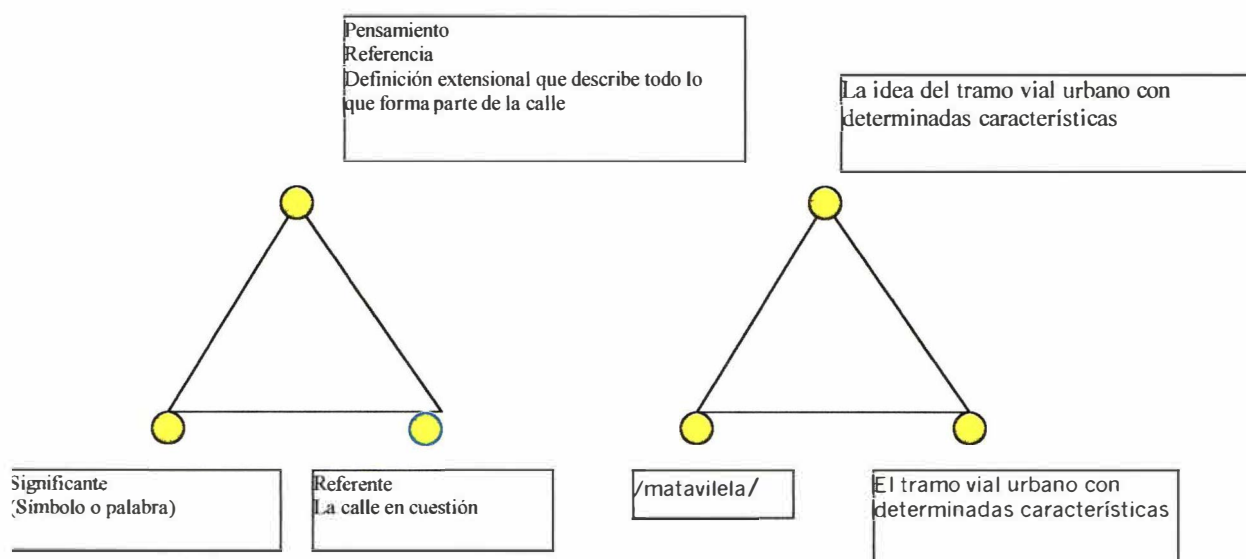 Pensamiento
Referencia
Definición extensional que describe todo lo
que forma parte de la calle
La idea del tramo vial urbano con
determinadas características
Significante
(Símbolo o palabra)
Referente
La calle en cuestión
/matavilela/
El tramo vial urbano con
determinadas características